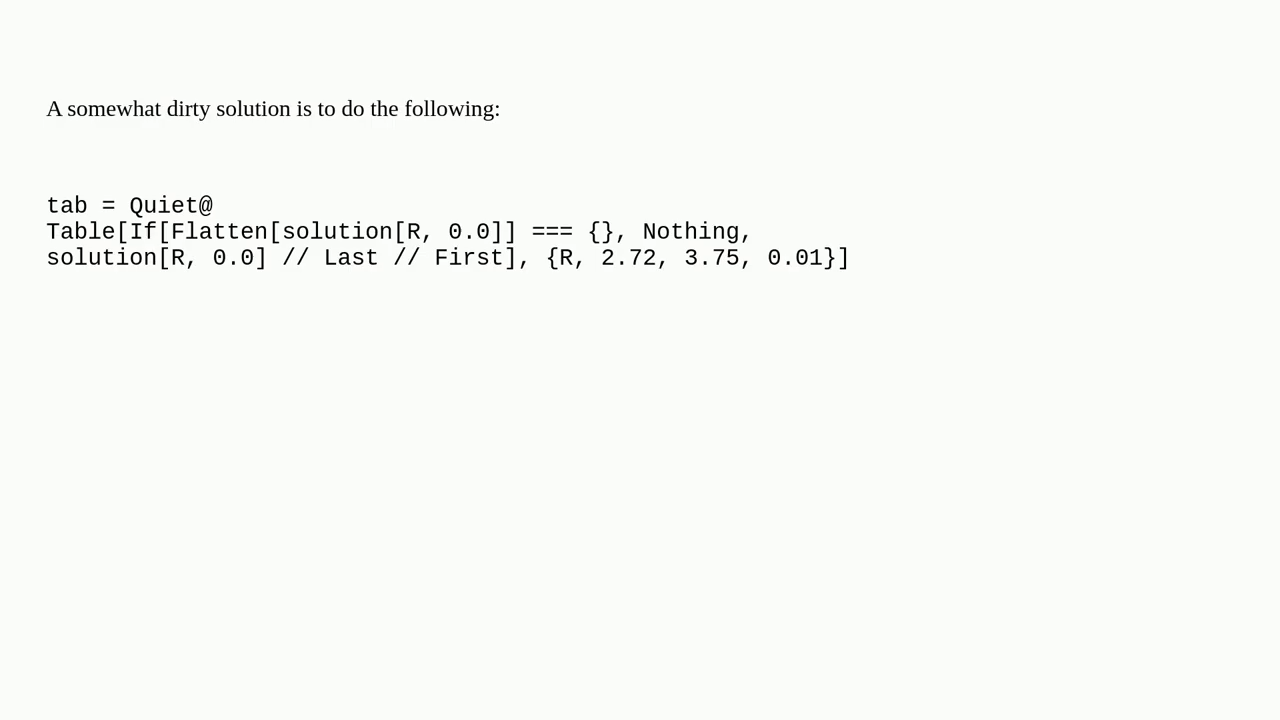 A somewhat dirty solution is to do the following:
tab = Quiet@
Table[If[Flatten[solution[R, 0.0]] === {}, Nothing,
solution[R, 0.0] // Last // First], {R, 2.72, 3.75, 0.01}]